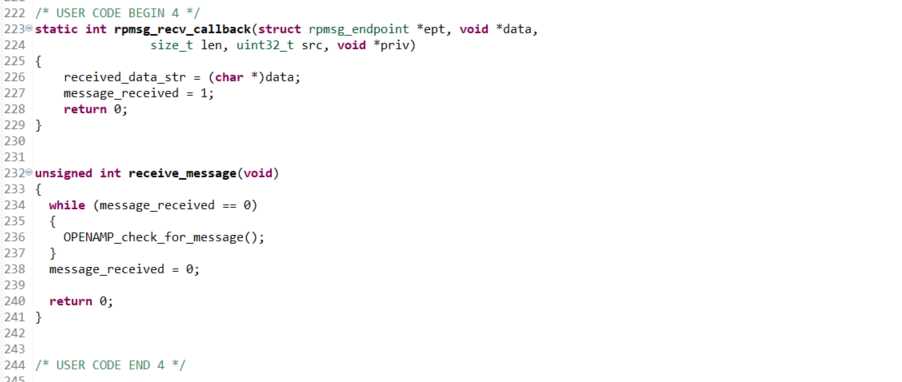 222 /* USER CODE BEGIN 4 */
223 static int rpmsg_recv_callback(struct rpmsg_endpoint *ept, void *data,
224                 size_t len, uint32_t src, void *priv)
225 {
226     received_data_str = (char *)data;
227     message_received = 1;
228     return 0;
229 }
230
231
232 unsigned int receive_message(void)
233 {
234   while (message_received == 0)
235   {
236     OPENAMP_check_for_message();
237   }
238   message_received = 0;
239
240   return 0;
241 }
242
243
244 /* USER CODE END 4 */